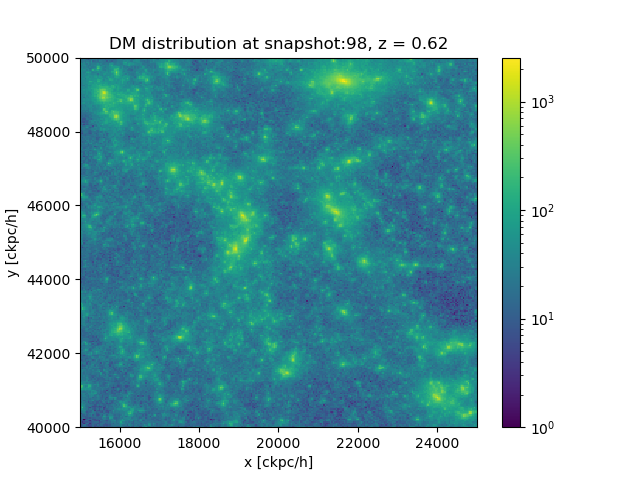 DM distribution at snapshot:98, z = 0.62
50000
48000
46000
44000
42000
40000
y [ckpc/h]
16000 18000 20000 22000 24000
x [ckpc/h]
10³
10²
10¹
10⁰